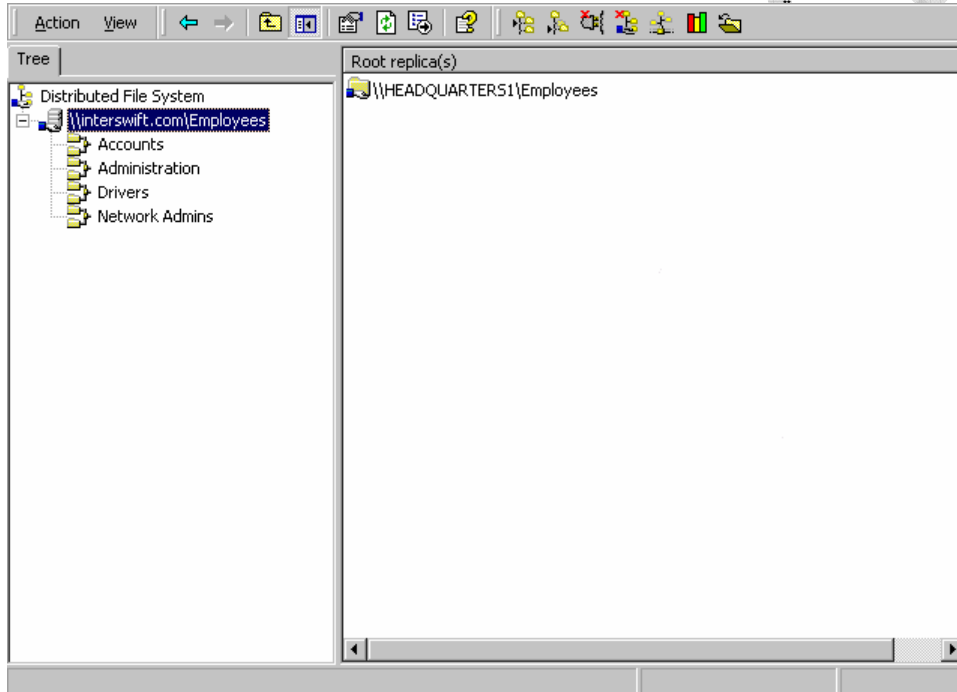 Action View
Tree
Root replica(s)
Distributed File System
\\HEADQUARTERS1\Employees
\\interswift.com\Employees
Accounts
Administration
Drivers
Network Admins